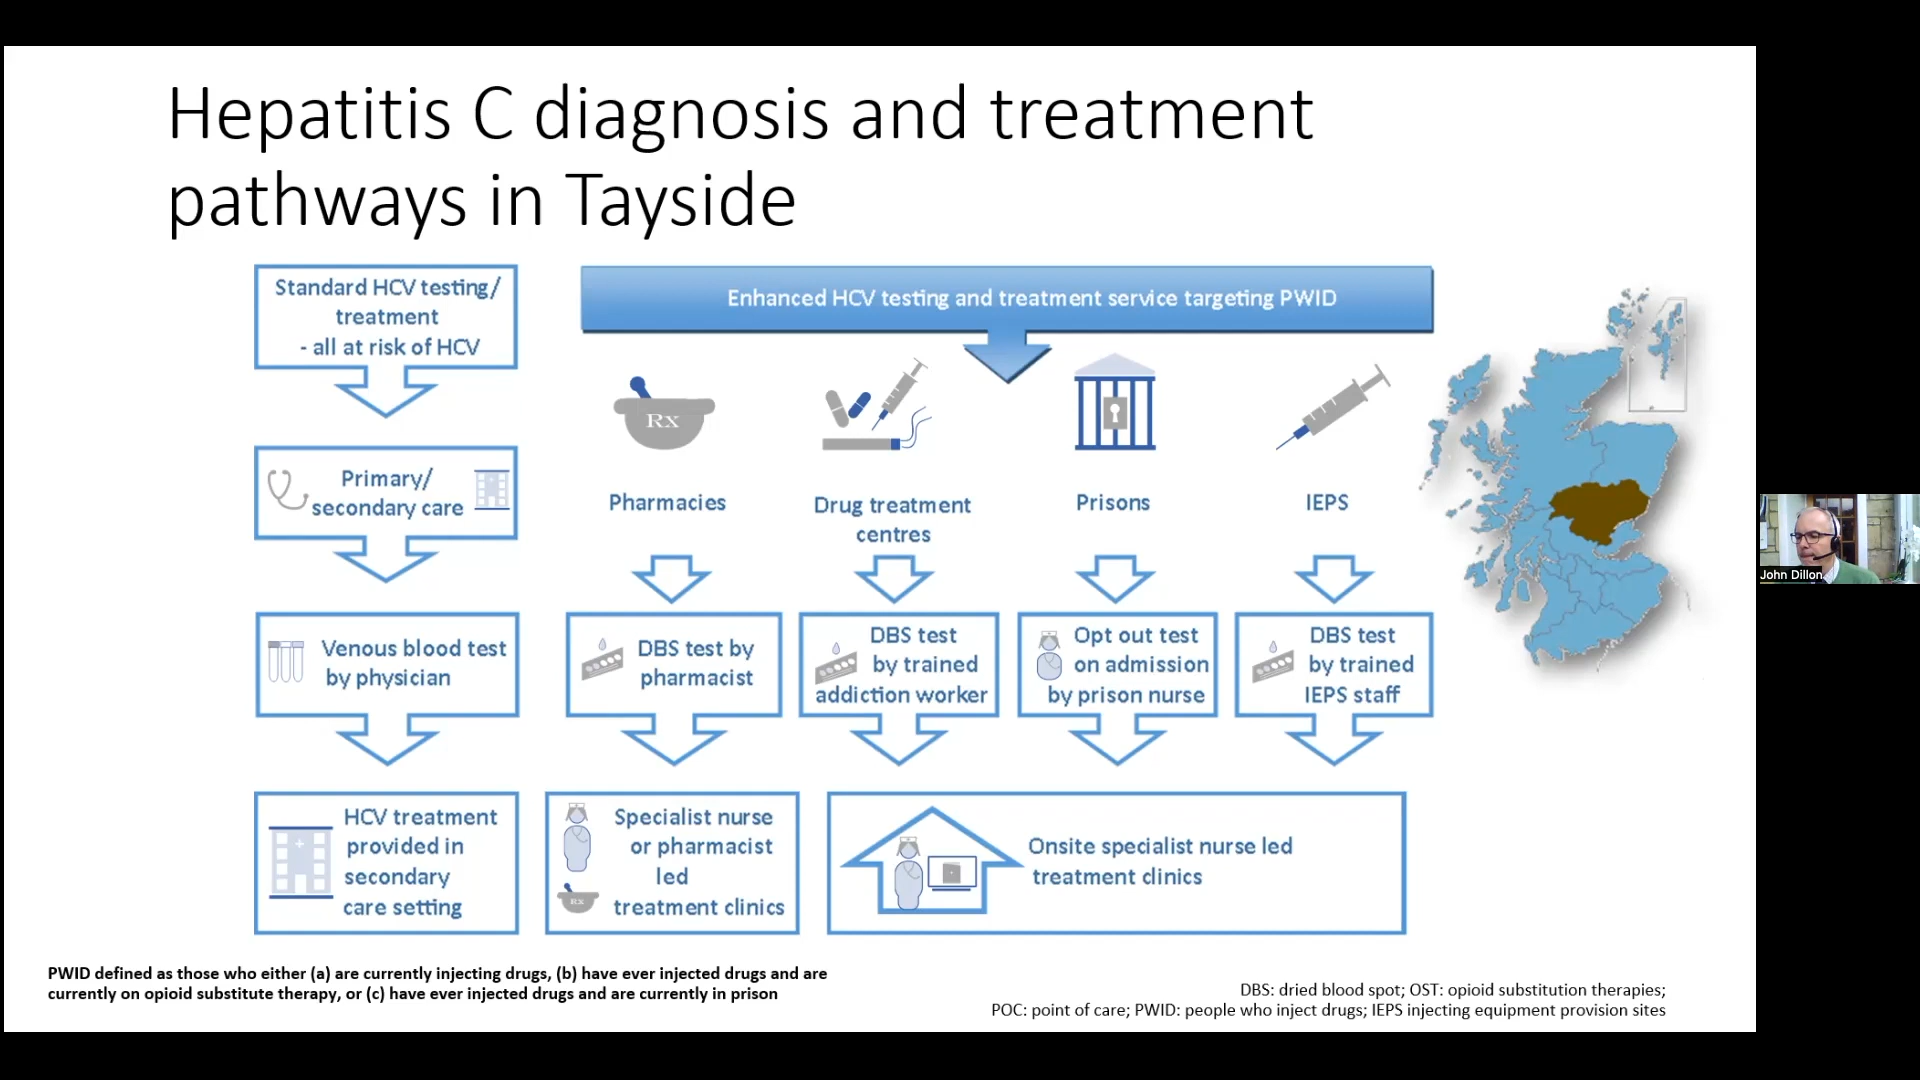 Hepatitis C diagnosis and treatment
pathways in Tayside
Standard HCV testing/
treatment
- all at risk of HCV
Enhanced HCV testing and treatment service targeting PWID
Primary/
secondary care
Rx
Pharmacies
Drug treatment
centres
Prisons
IEPS
Venous blood test
by physician
DBS test by
pharmacist
DBS test
by trained
addiction worker
Opt out test
on admission
by prison nurse
DBS test
by trained
IEPS staff
HCV treatment
provided in
secondary
care setting
Specialist nurse
or pharmacist
led
treatment clinics
Rx
Onsite specialist nurse led
treatment clinics
John Dillon
PWID defined as those who either (a) are currently injecting drugs, (b) have ever injected drugs and are
currently on opioid substitute therapy, or (c) have ever injected drugs and are currently in prison
DBS: dried blood spot; OST: opioid substitution therapies;
POC: point of care; PWID: people who inject drugs; IEPS injecting equipment provision sites